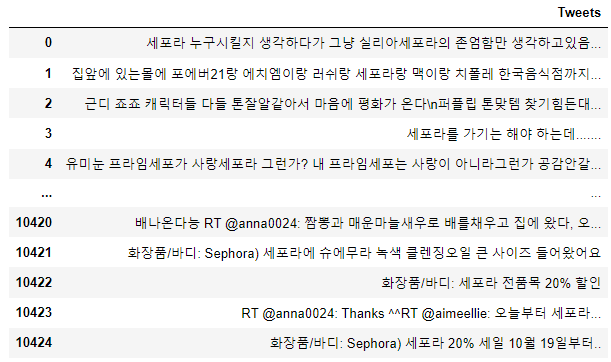 Tweets
0 세포라 누구시킬지 생각하다가 그냥 실리아세포라의 존엄함만 생각하고있음...
1 집앞에 있는몰에 포에버21랑 에치엠이랑 러쉬랑 세포라랑 맥이랑 치폴레 한국음식점까지...
2 근디 죠죠 캐릭터들 다들 톤잘알같아서 마음에 평화가 온다\n퍼플립 톤맞템 찾기힘든대...
3 세포라를 가기는 해야 하는데.......
4 유미눈 프라임세포가 사랑세포라 그런가? 내 프라임세포는 사랑이 아니라그런가 공감안갈...
... ...
10420 배나온다능 RT @anna0024: 짬뽕과 매운마늘새우로 배를채우고 집에 왔다, 오...
10421 화장품/바디: Sephora) 세포라에 슈에무라 녹색 클렌징오일 큰 사이즈 들어왔어요
10422 화장품/바디: 세포라 전품목 20% 할인
10423 RT @anna0024: Thanks ^^RT @aimeellie: 오늘부터 세포라...
10424 화장품/바디: Sephora) 세포라 20% 세일 10월 19일부터..